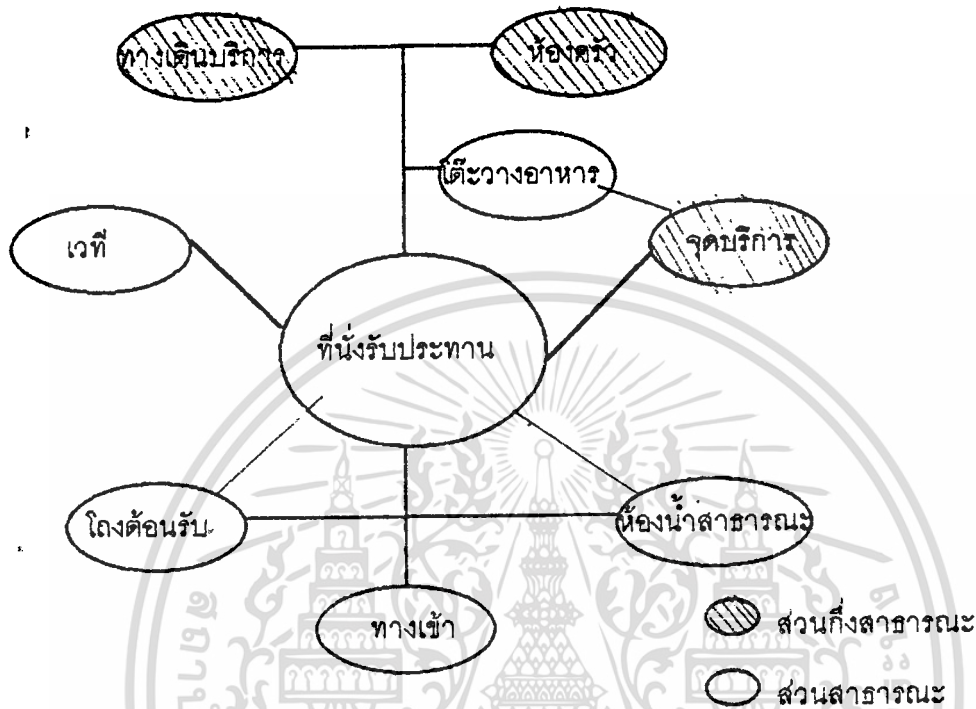 ทางเดินบริการ
ห้องครัว
โต๊ะวางอาหาร
เวที
จุดบริการ
ที่นั่งรับประทาน
โถงต้อนรับ
ห้องน้ำสาธารณะ
ทางเข้า
ส่วนกึ่งสาธารณะ
ส่วนสาธารณะ